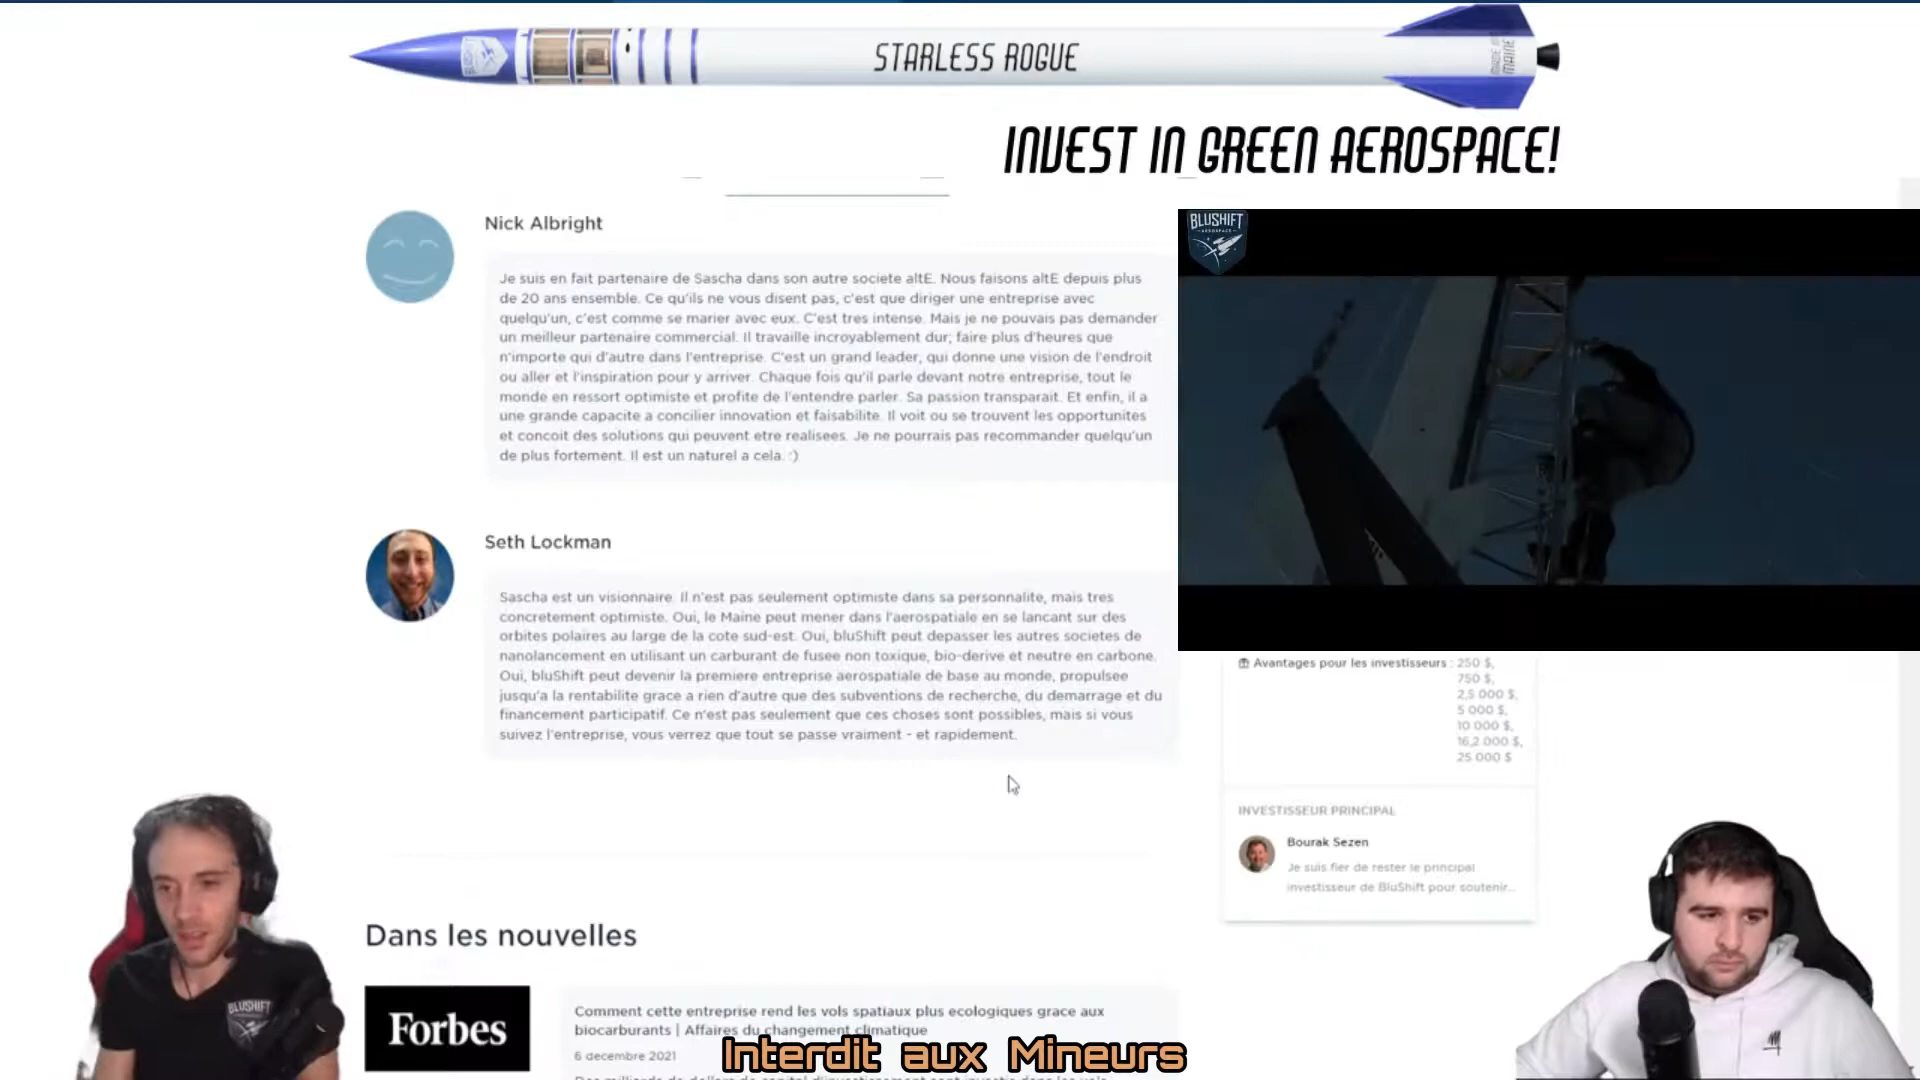 STARLESS ROGUE
MADE IN
MAINE
INVEST IN GREEN AEROSPACE!
Nick Albright
Je suis en fait partenaire de Sascha dans son autre societe altE. Nous faisons altE depuis plus
de 20 ans ensemble. Ce qu'ils ne vous disent pas, c'est que diriger une entreprise avec
quelqu'un, c'est comme se marier avec eux. C'est tres intense. Mais je ne pouvais pas demander
un meilleur partenaire commercial. Il travaille incroyablement dur; faire plus d'heures que
n'importe qui d'autre dans l'entreprise. C'est un grand leader, qui donne une vision de l'endroit
ou aller et l'inspiration pour y arriver. Chaque fois qu'il parle devant notre entreprise, tout le
monde en ressort optimiste et profite de l'entendre parler. Sa passion transparait. Et enfin, il a
une grande capacite a concilier innovation et faisabilite. Il voit ou se trouvent les opportunites
et concoit des solutions qui peuvent etre realisees. Je ne pourrais pas recommander quelqu'un
de plus fortement. Il est un naturel a cela. :)
BLUSHIFT
AEROSPACE
Seth Lockman
Sascha est un visionnaire. Il n'est pas seulement optimiste dans sa personnalite, mais tres
concretement optimiste. Oui, le Maine peut mener dans l'aerospatiale en se lancant sur des
orbites polaires au large de la cote sud-est. Oui, bluShift peut depasser les autres societes de
nanolancement en utilisant un carburant de fusee non toxique, bio-derive et neutre en carbone.
Oui, bluShift peut devenir la premiere entreprise aerospatiale de base au monde, propulsee
jusqu'a la rentabilite grace a rien d'autre que des subventions de recherche, du demarrage et du
financement participatif. Ce n'est pas seulement que ces choses sont possibles, mais si vous
suivez l'entreprise, vous verrez que tout se passe vraiment - et rapidement.
Avantages pour les investisseurs : 250 $,
750 $,
2,5 000 $,
5 000 $,
10 000 $,
16,2 000 $,
25 000 $
INVESTISSEUR PRINCIPAL
Bourak Sezen
Je suis fier de rester le principal
investisseur de BluShift pour soutenir...
Dans les nouvelles
Forbes
Comment cette entreprise rend les vols spatiaux plus ecologiques grace aux
biocarburants | Affaires du changement climatique
6 decembre 2021
BLUSHIFT
Interdit aux Mineurs